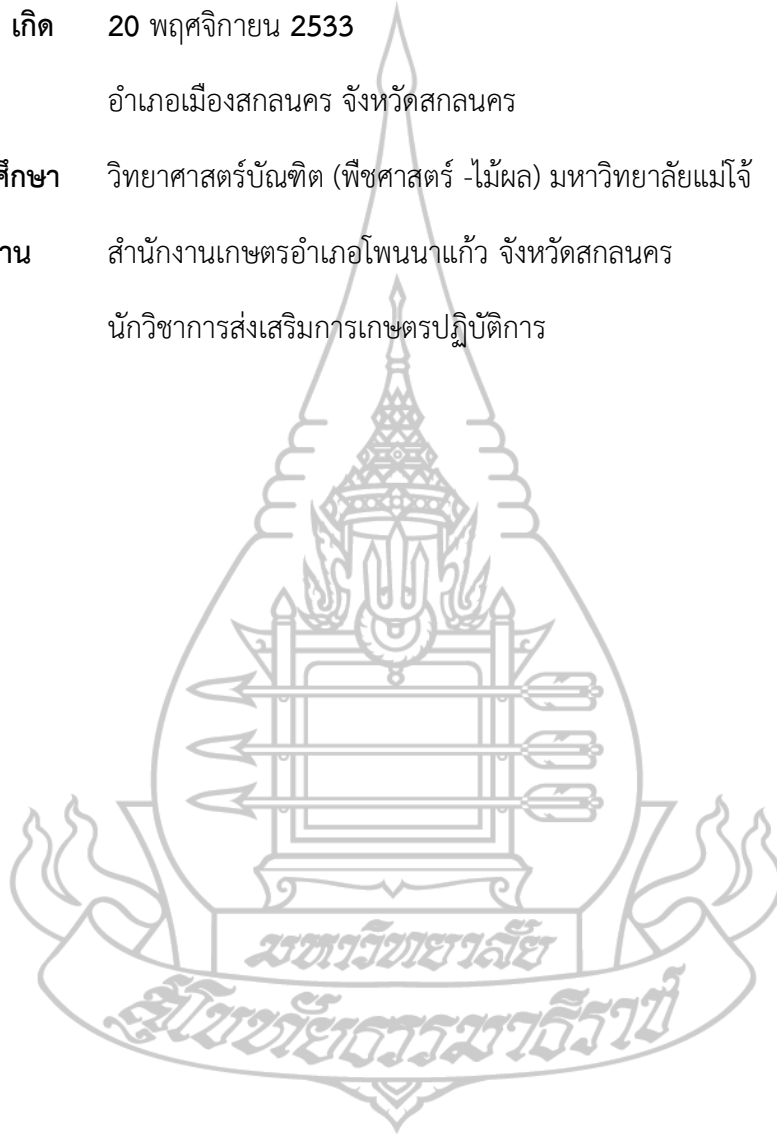 เกิด 20 พฤศจิกายน 2533
อำเภอเมืองสกลนคร จังหวัดสกลนคร
ศึกษา วิทยาศาสตร์บัณฑิต (พืชศาสตร์ -ไม้ผล) มหาวิทยาลัยแม่โจ้
าน สำนักงานเกษตรอำเภอโพนนาแก้ว จังหวัดสกลนคร
นักวิชาการส่งเสริมการเกษตรปฏิบัติการ
มหาวิทยาลัย
สุโขทัยธรรมาธิราช